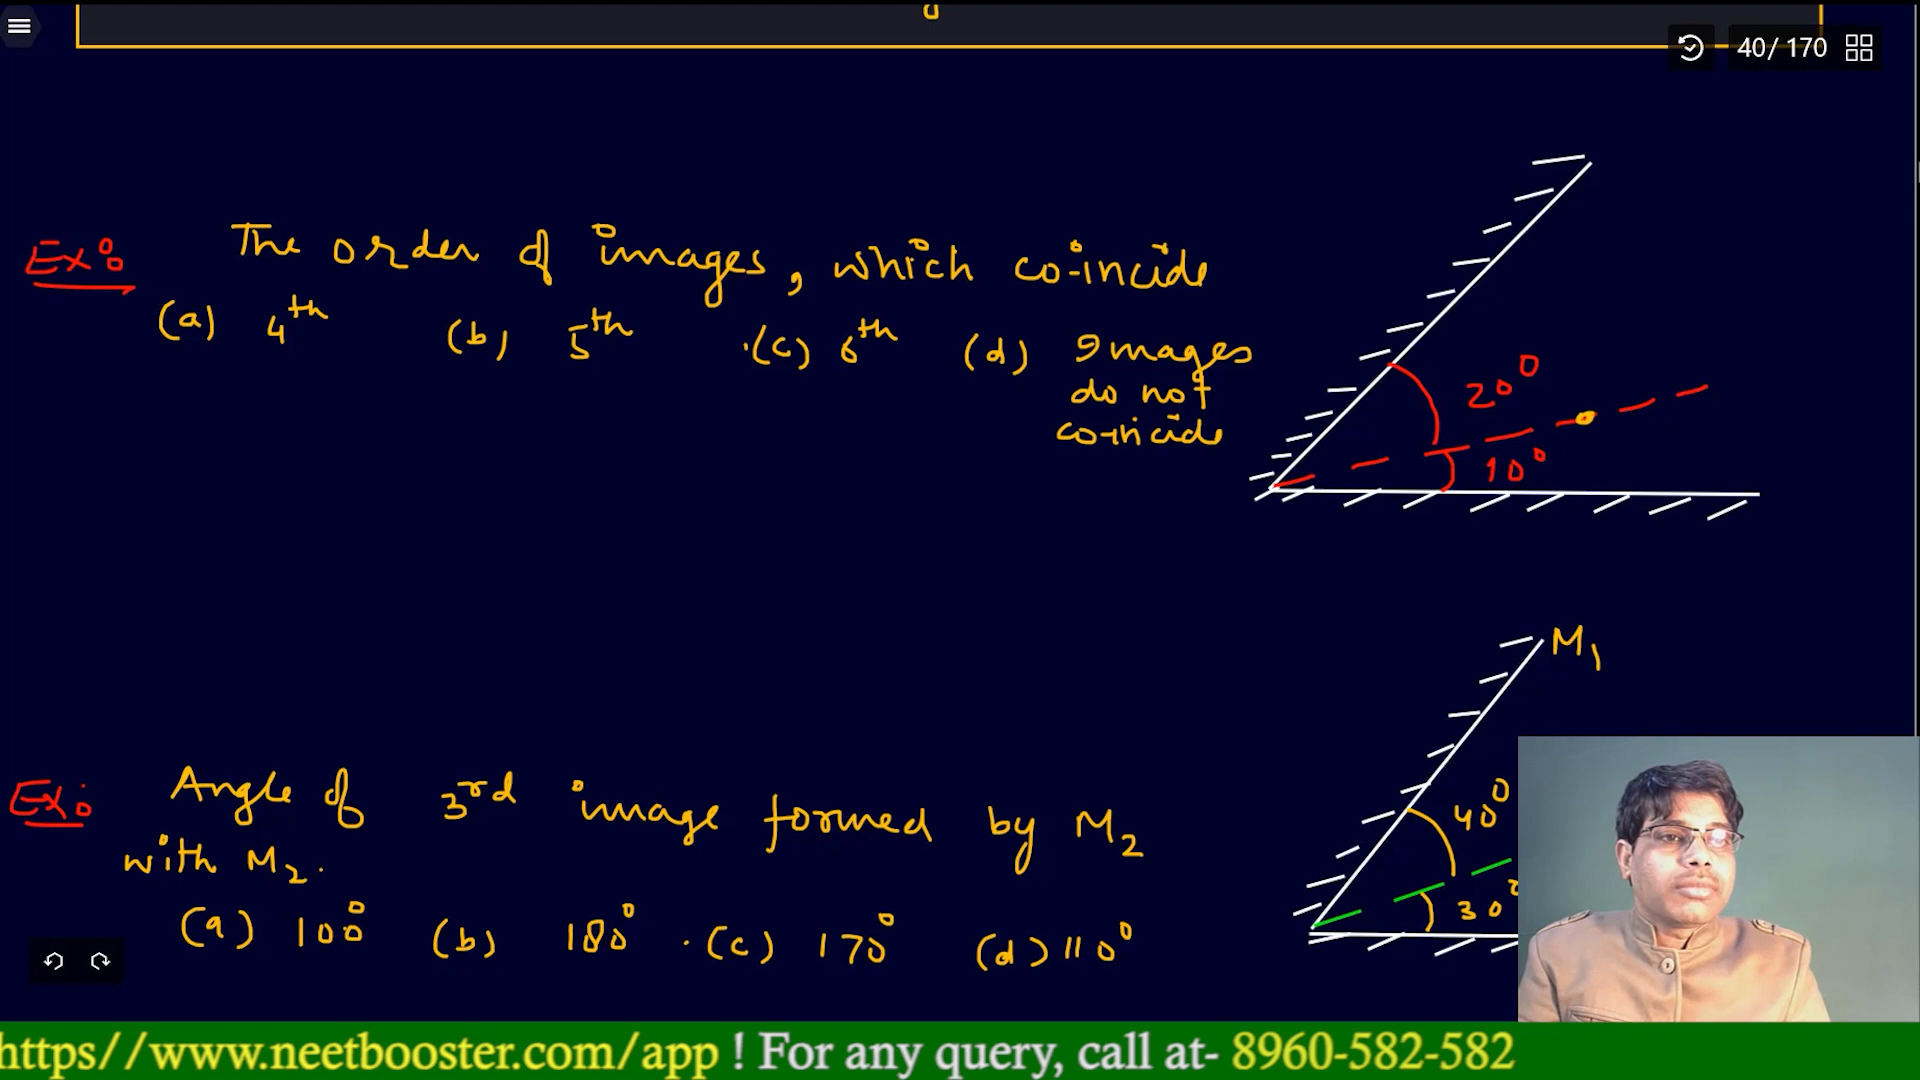 40/ 170
Ex:
The order of images, which co-incide
(a) 4th (b) 5th (c) 6th (d) Images
do not
co-incide
20°
10°
M1
Ex:
Angle of 3rd image formed by M2
with M2.
(a) 100° (b) 180° (c) 170° (d) 110°
40°
30°
https//www.neetbooster.com/app ! For any query, call at- 8960-582-582